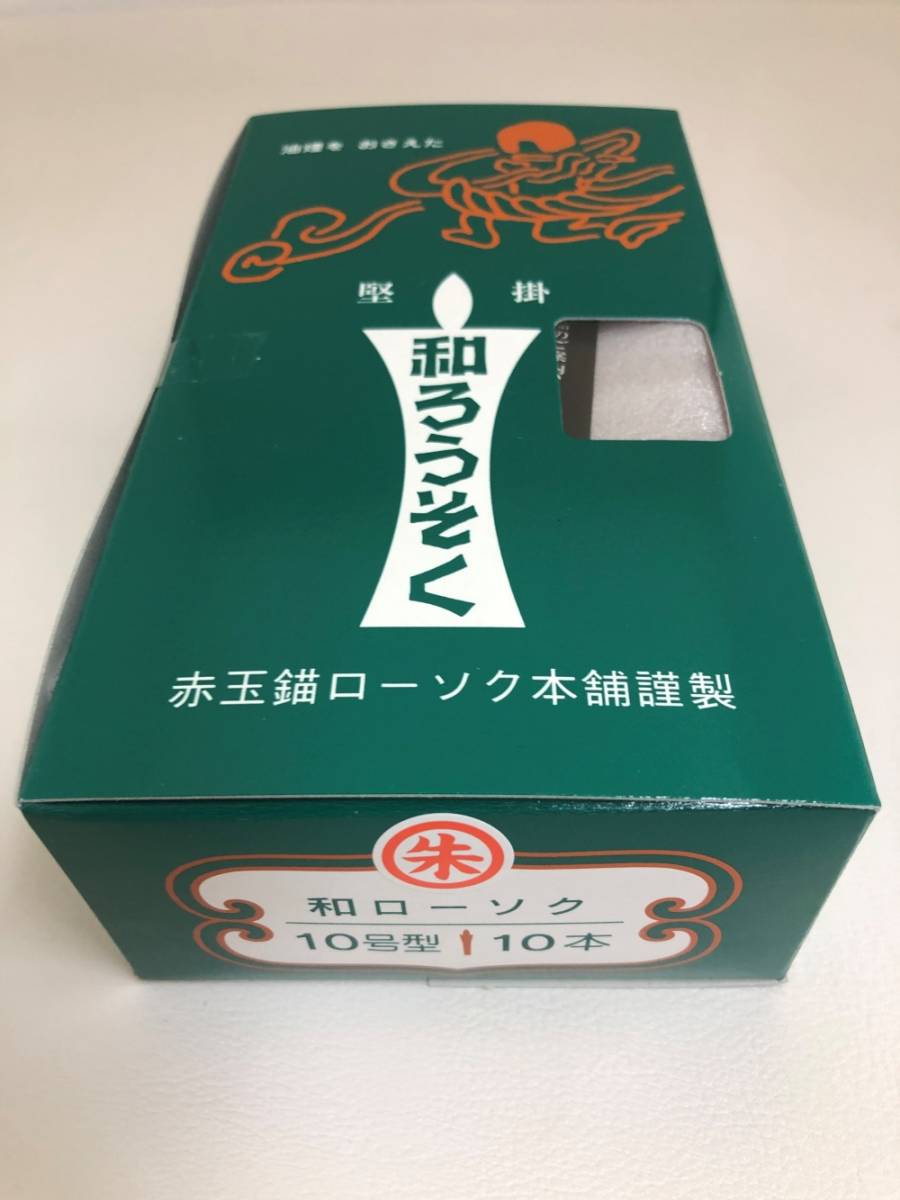 油煙を おさえた
堅 掛
和ろうそく
赤玉錨ローソク本舗謹製
朱
和ローソク
10号型 10本